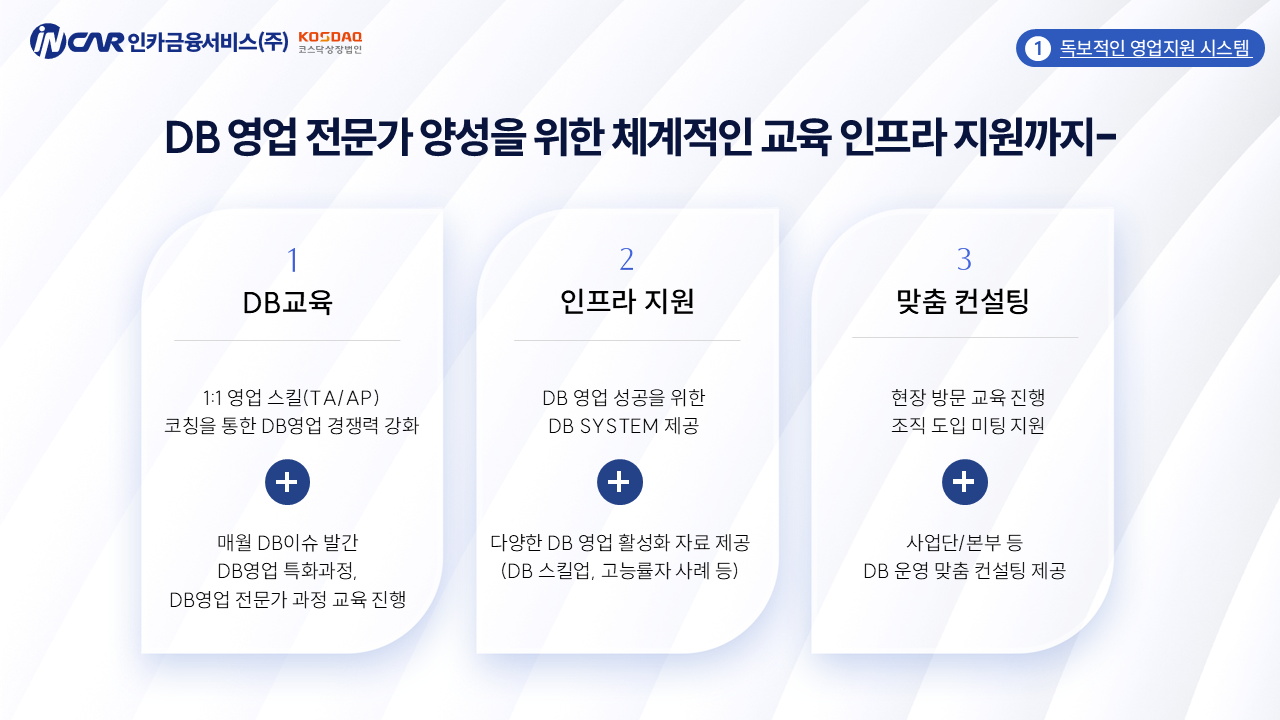 iNCAR 인카금융서비스(주) KOSDAQ 코스닥상장법인
1 독보적인 영업지원 시스템
DB 영업 전문가 양성을 위한 체계적인 교육 인프라 지원까지-
1
DB교육
1:1 영업 스킬(TA/AP)
코칭을 통한 DB영업 경쟁력 강화
+
매월 DB이슈 발간
DB영업 특화과정,
DB영업 전문가 과정 교육 진행
2
인프라 지원
DB 영업 성공을 위한
DB SYSTEM 제공
+
다양한 DB 영업 활성화 자료 제공
(DB 스킬업, 고능률자 사례 등)
3
맞춤 컨설팅
현장 방문 교육 진행
조직 도입 미팅 지원
+
사업단/본부 등
DB 운영 맞춤 컨설팅 제공